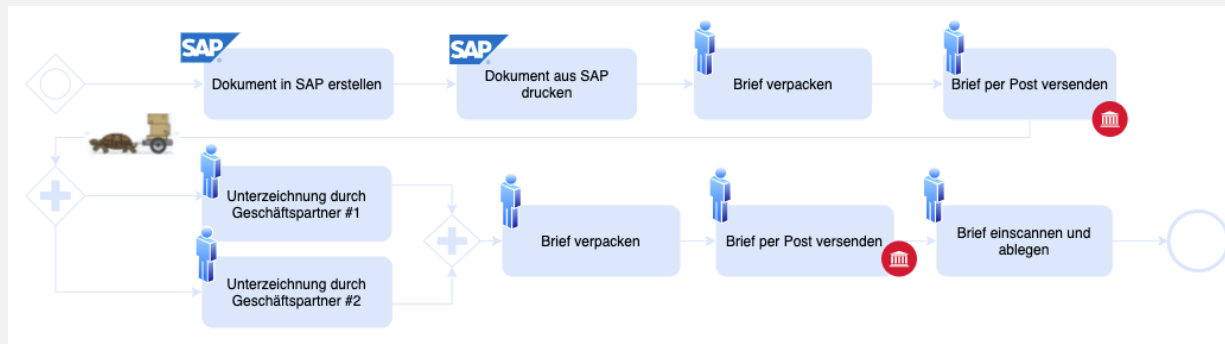 SAP
Dokument in SAP erstellen
SAP
Dokument aus SAP
drucken
Brief verpacken
Brief per Post versenden
Unterzeichnung durch
Geschäftspartner #1
Unterzeichnung durch
Geschäftspartner #2
Brief verpacken
Brief per Post versenden
Brief einscannen und
ablegen